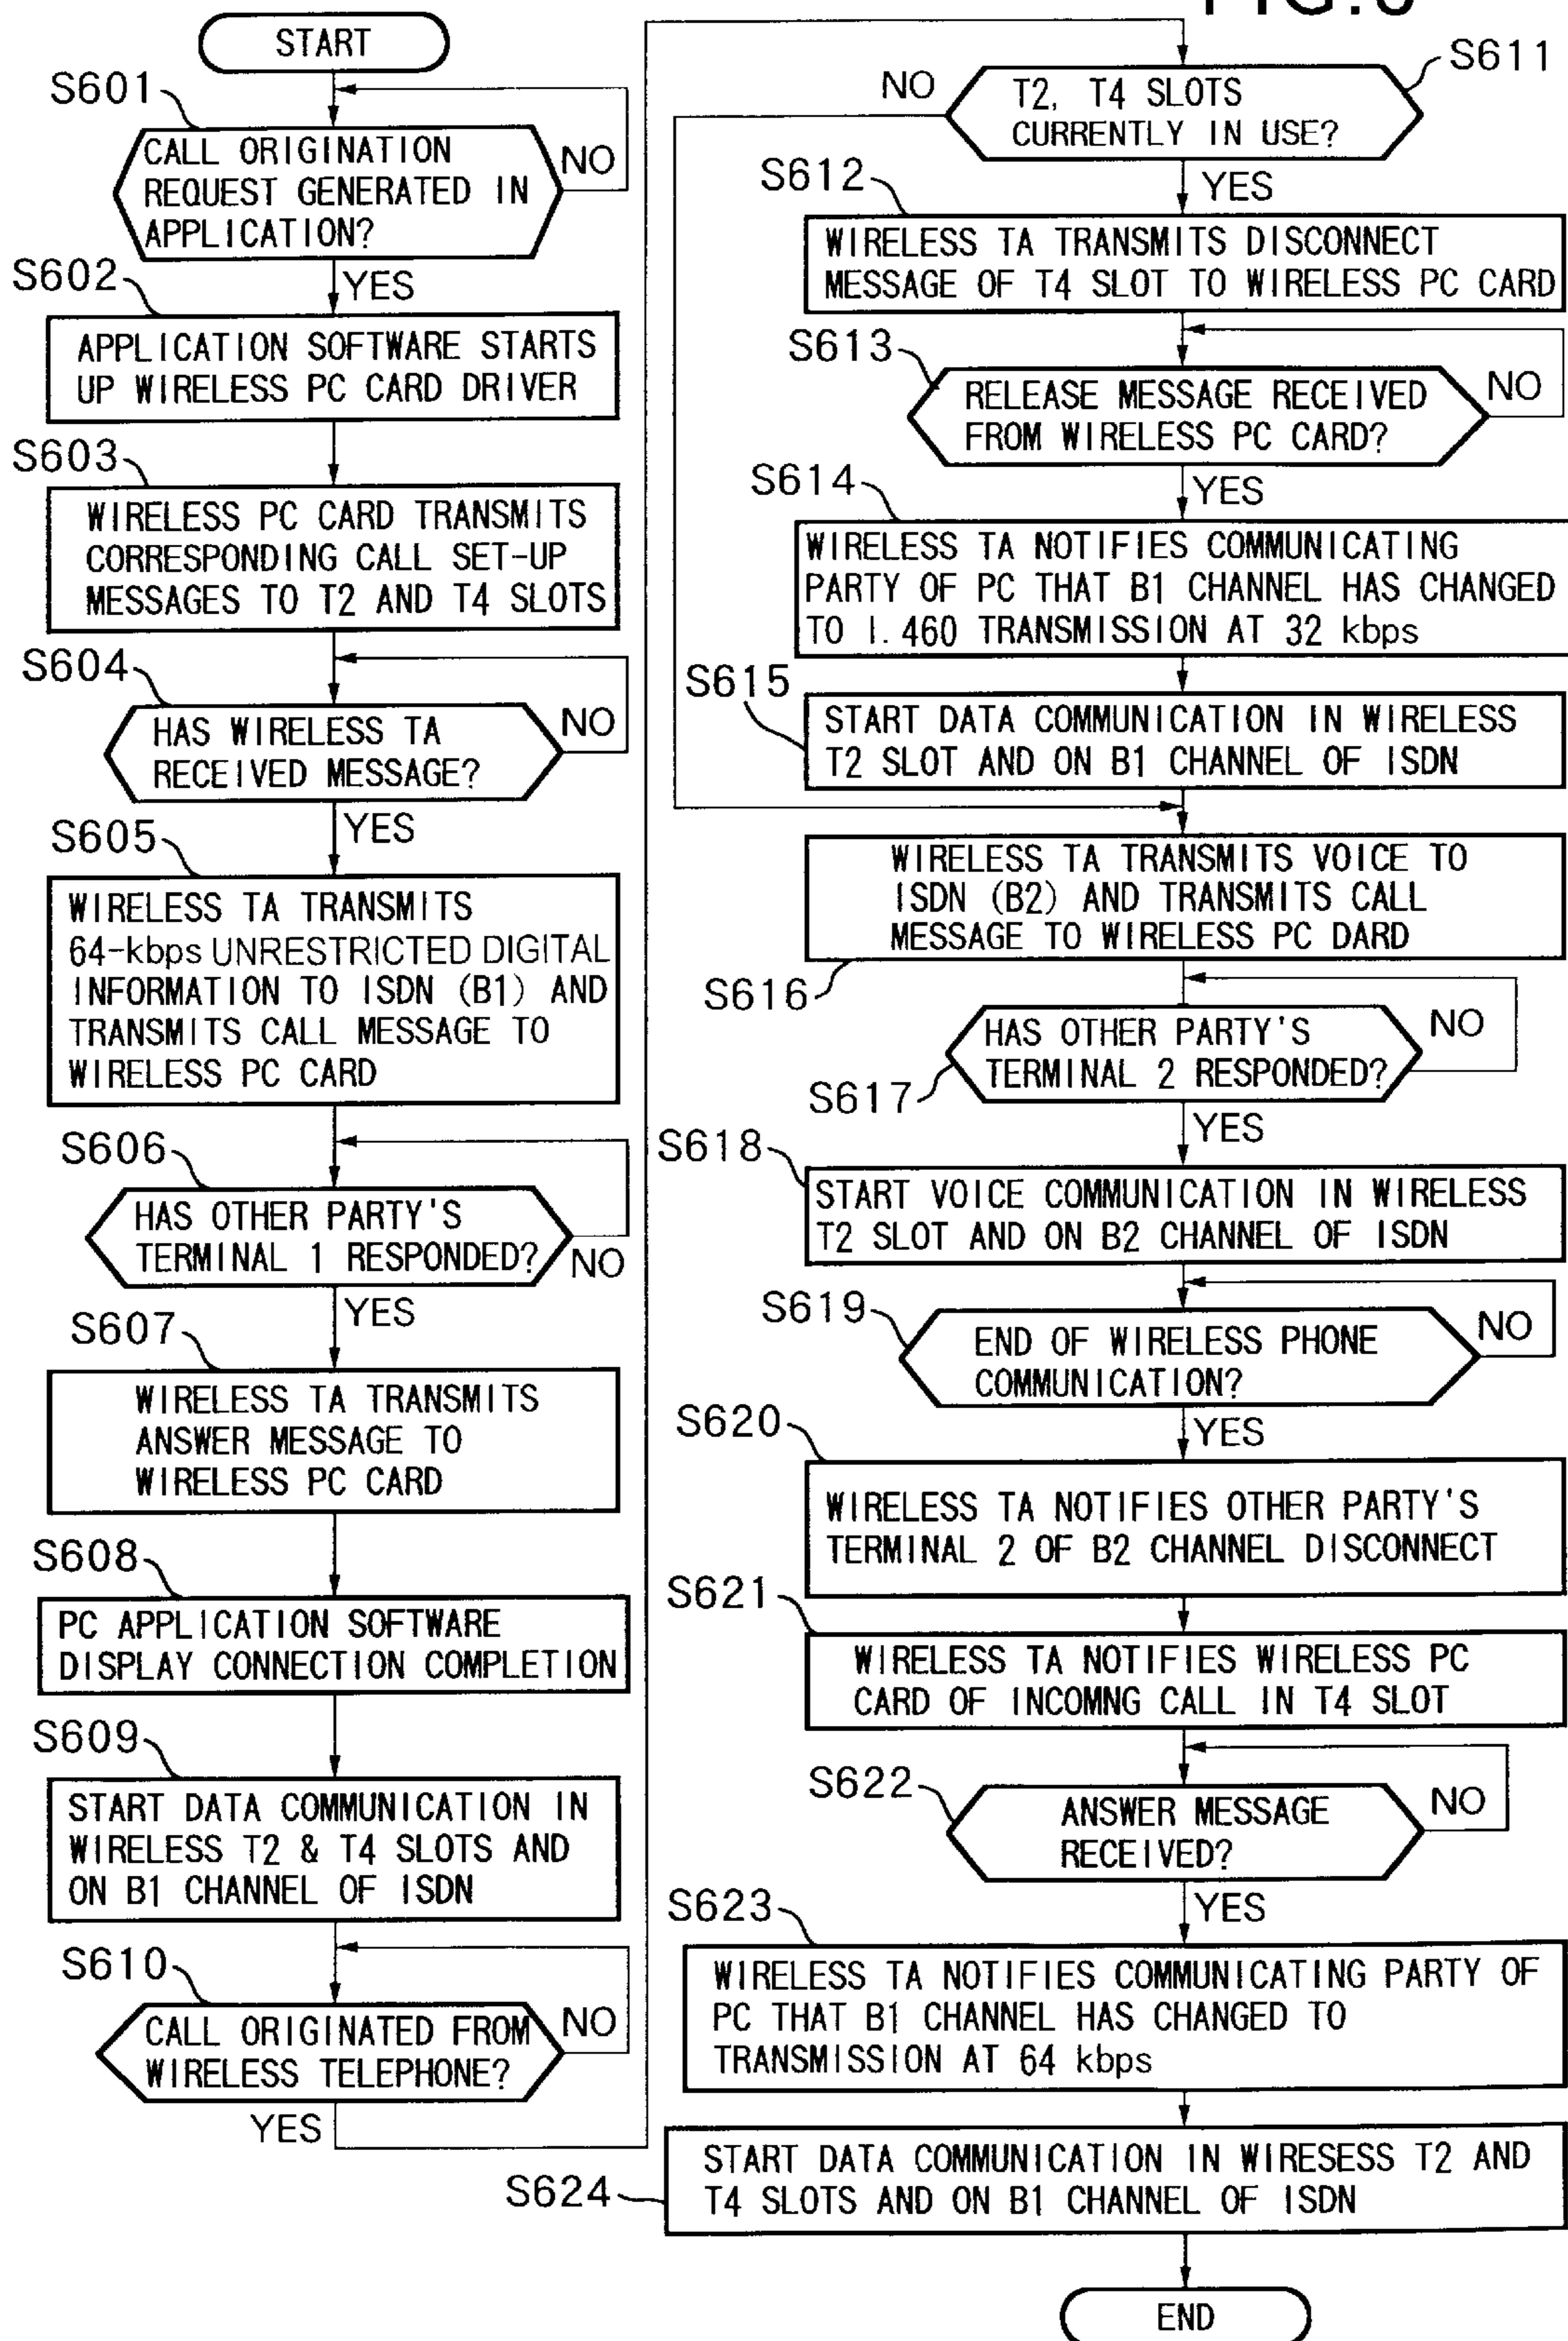 START
S601
CALL ORIGINATION
REQUEST GENERATED IN
APPLICATION?
NO
YES
S602
APPLICATION SOFTWARE STARTS
UP WIRELESS PC CARD DRIVER
S603
WIRELESS PC CARD TRANSMITS
CORRESPONDING CALL SET-UP
MESSAGES TO T2 AND T4 SLOTS
S604
HAS WIRELESS TA
RECEIVED MESSAGE?
NO
YES
S605
WIRELESS TA TRANSMITS
64-kbps UNRESTRICTED DIGITAL
INFORMATION TO ISDN (B1) AND
TRANSMITS CALL MESSAGE TO
WIRELESS PC CARD
S606
HAS OTHER PARTY'S
TERMINAL 1 RESPONDED?
NO
YES
S607
WIRELESS TA TRANSMITS
ANSWER MESSAGE TO
WIRELESS PC CARD
S608
PC APPLICATION SOFTWARE
DISPLAY CONNECTION COMPLETION
S609
START DATA COMMUNICATION IN
WIRELESS T2 & T4 SLOTS AND
ON B1 CHANNEL OF ISDN
S610
CALL ORIGINATED FROM
WIRELESS TELEPHONE?
NO
YES
S611
T2, T4 SLOTS
CURRENTLY IN USE?
NO
YES
S612
WIRELESS TA TRANSMITS DISCONNECT
MESSAGE OF T4 SLOT TO WIRELESS PC CARD
S613
RELEASE MESSAGE RECEIVED
FROM WIRELESS PC CARD?
NO
YES
S614
WIRELESS TA NOTIFIES COMMUNICATING
PARTY OF PC THAT B1 CHANNEL HAS CHANGED
TO I.460 TRANSMISSION AT 32 kbps
S615
START DATA COMMUNICATION IN WIRELESS
T2 SLOT AND ON B1 CHANNEL OF ISDN
WIRELESS TA TRANSMITS VOICE TO
ISDN (B2) AND TRANSMITS CALL
MESSAGE TO WIRELESS PC DARD
S616
HAS OTHER PARTY'S
TERMINAL 2 RESPONDED?
NO
S617
YES
S618
START VOICE COMMUNICATION IN WIRELESS
T2 SLOT AND ON B2 CHANNEL OF ISDN
S619
END OF WIRELESS PHONE
COMMUNICATION?
NO
YES
S620
WIRELESS TA NOTIFIES OTHER PARTY'S
TERMINAL 2 OF B2 CHANNEL DISCONNECT
S621
WIRELESS TA NOTIFIES WIRELESS PC
CARD OF INCOMNG CALL IN T4 SLOT
S622
ANSWER MESSAGE
RECEIVED?
NO
YES
S623
WIRELESS TA NOTIFIES COMMUNICATING PARTY OF
PC THAT B1 CHANNEL HAS CHANGED TO
TRANSMISSION AT 64 kbps
START DATA COMMUNICATION IN WIRESESS T2 AND
T4 SLOTS AND ON B1 CHANNEL OF ISDN
S624
END